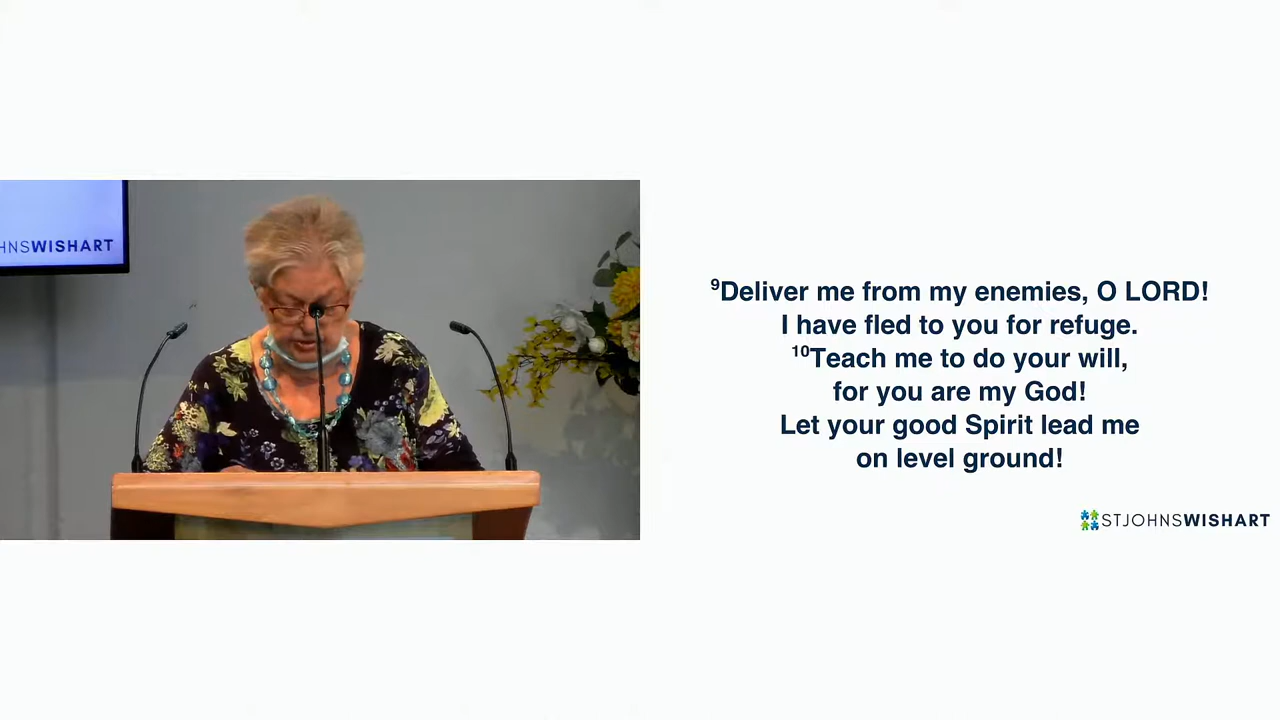 HNSWISHART
⁹Deliver me from my enemies, O LORD!
I have fled to you for refuge.
¹⁰Teach me to do your will,
for you are my God!
Let your good Spirit lead me
on level ground!
STJOHNSWISHART